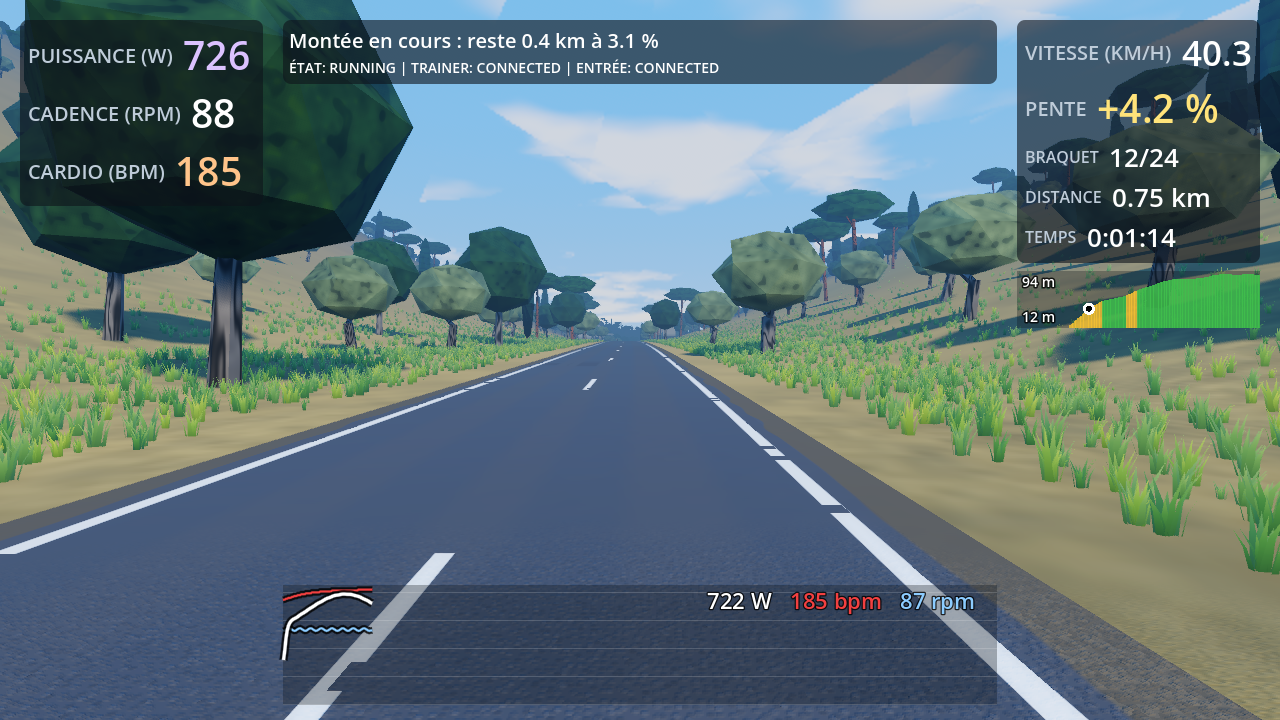 PUISSANCE (W) 726
CADENCE (RPM) 88
CARDIO (BPM) 185
Montée en cours : reste 0.4 km à 3.1 %
ÉTAT: RUNNING | TRAINER: CONNECTED | ENTRÉE: CONNECTED
VITESSE (KM/H) 40.3
PENTE +4.2 %
BRAQUET 12/24
DISTANCE 0.75 km
TEMPS 0:01:14
94 m
12 m
722 W 185 bpm 87 rpm